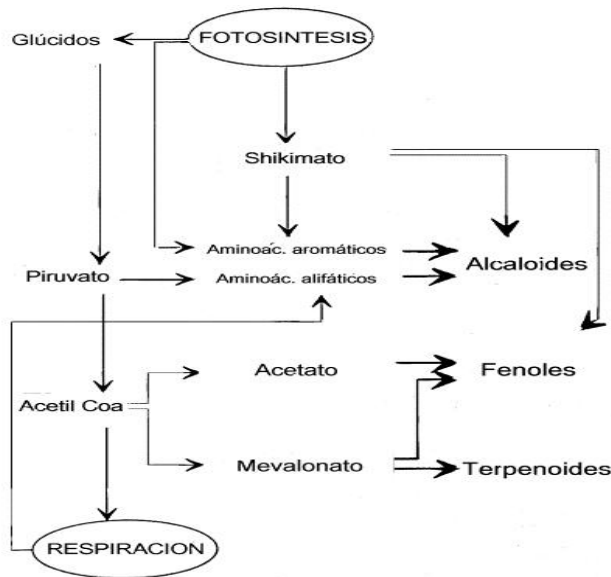 Glúcidos
FOTOSINTESIS
Shikimato
Aminoác. aromáticos
Piruvato
Aminoác. alifáticos
Alcaloides
Acetato
Fenoles
Acetil Coa
Mevalonato
Terpenoides
RESPIRACION